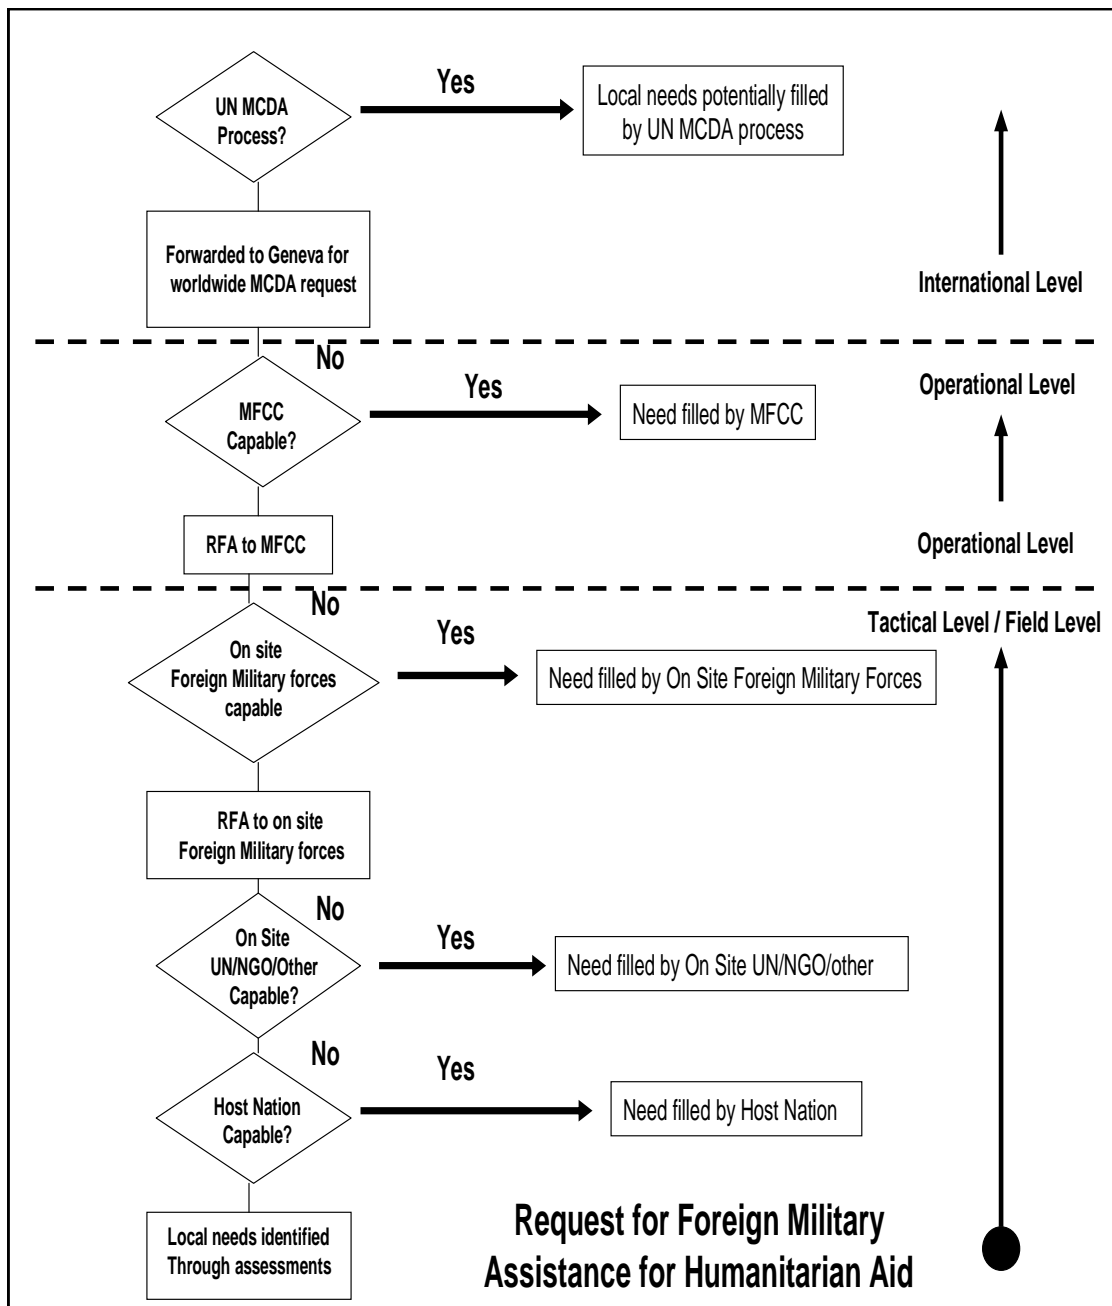 Yes
UN MCDA
Process?
Local needs potentially filled
by UN MCDA process
Forwarded to Geneva for
worldwide MCDA request
International Level
No
Operational Level
Yes
MFCC
Capable?
Need filled by MFCC
RFA to MFCC
Operational Level
No
Tactical Level / Field Level
Yes
On site
Foreign Military forces
capable
Need filled by On Site Foreign Military Forces
RFA to on site
Foreign Military forces
No
Yes
On Site
UN/NGO/Other
Capable?
Need filled by On Site UN/NGO/other
No
Yes
Host Nation
Capable?
Need filled by Host Nation
Local needs identified
Through assessments
Request for Foreign Military
Assistance for Humanitarian Aid